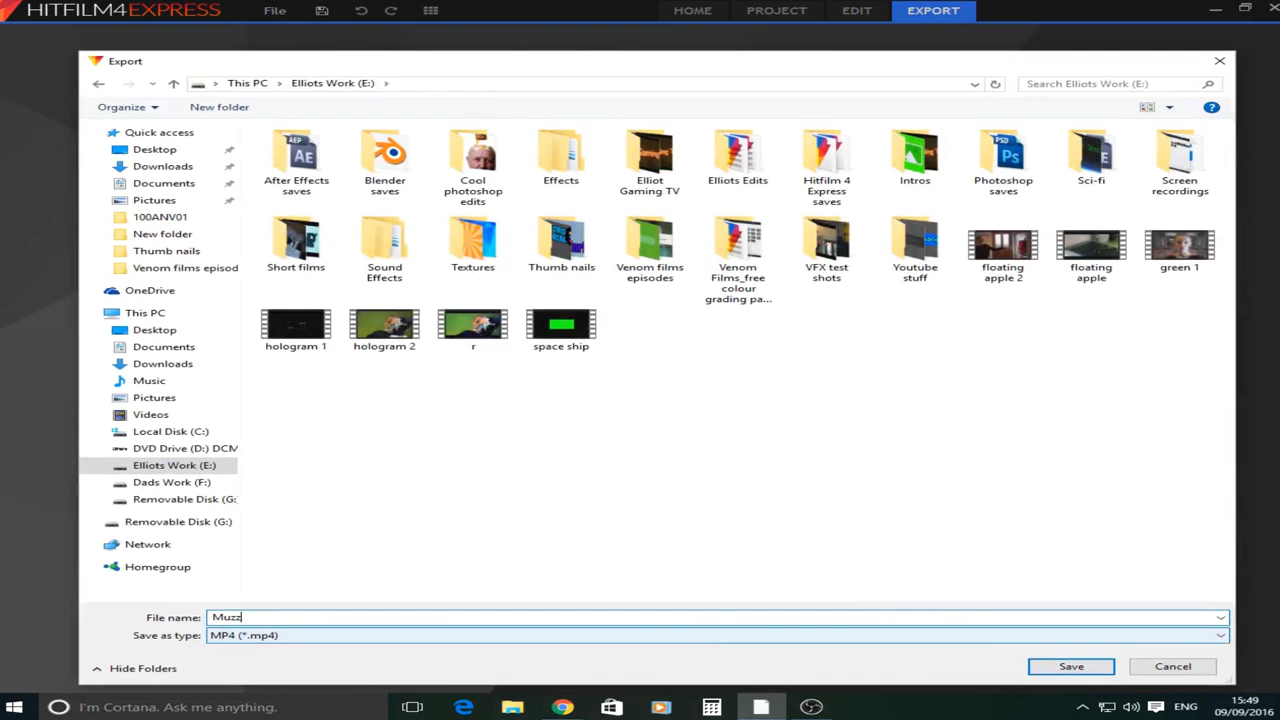 HITFILM4EXPRESS
File
HOME
PROJECT
EDIT
EXPORT
Export
This PC
Elliots Work (E:)
Search Elliots Work (E:)
Organize
New folder
Quick access
Desktop
Downloads
Documents
Pictures
100ANV01
New folder
Thumb nails
Venom films episod
OneDrive
This PC
Desktop
Documents
Downloads
Music
Pictures
Videos
Local Disk (C:)
DVD Drive (D:) DCM
Elliots Work (E:)
Dads Work (F:)
Removable Disk (G:
Removable Disk (G:)
Network
Homegroup
After Effects
saves
Blender
saves
Cool
photoshop
edits
Effects
Elliot
Gaming TV
Elliots Edits
Hitfilm 4
Express
saves
Intros
Photoshop
saves
Sci-fi
Screen
recordings
Short films
Sound
Effects
Textures
Thumb nails
Venom films
episodes
Venom
Films_free
colour
grading pa...
VFX test
shots
Youtube
stuff
floating
apple 2
floating
apple
green 1
hologram 1
hologram 2
r
space ship
File name: Muzz
Save as type: MP4 (*.mp4)
Hide Folders
Save
Cancel
I'm Cortana. Ask me anything.
ENG
15:49
09/09/2016